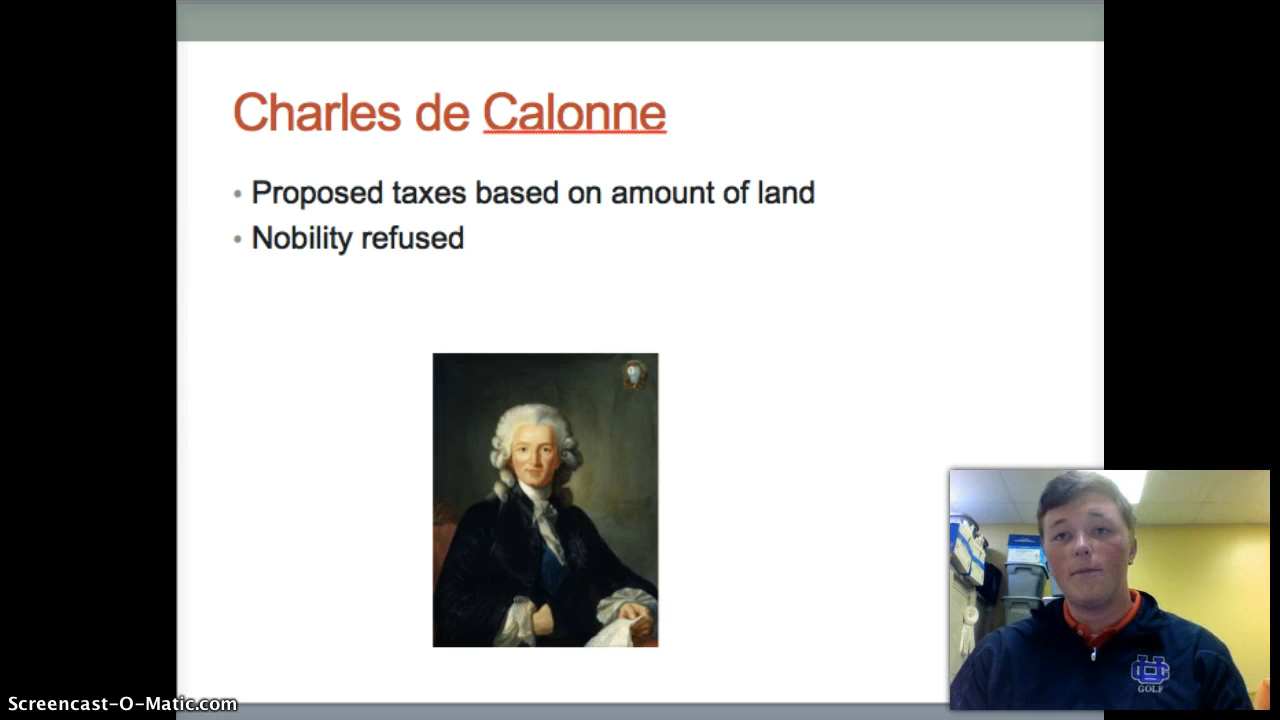 Charles de Calonne
• Proposed taxes based on amount of land
• Nobility refused
GOLF
Screencast-O-Matic.com